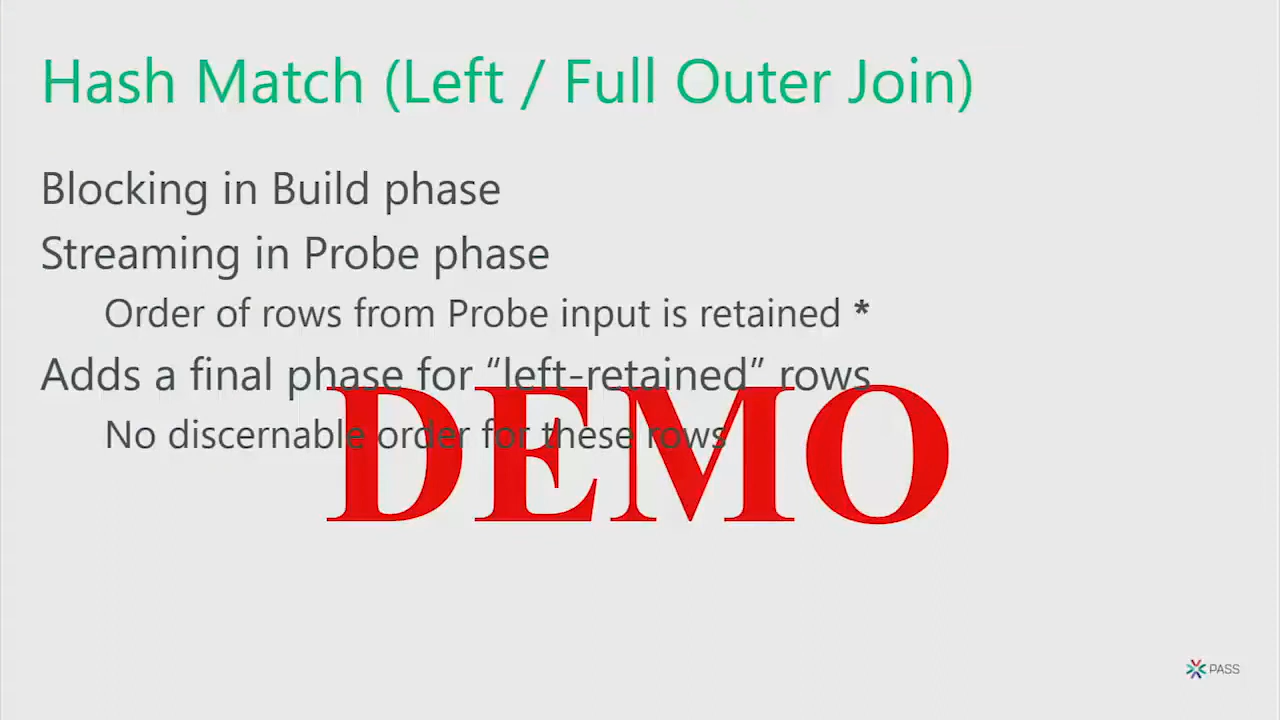 Hash Match (Left / Full Outer Join)
Blocking in Build phase
Streaming in Probe phase
Order of rows from Probe input is retained *
Adds a final phase for “left-retained” rows
No discernable order for these rows
DEMO
PASS